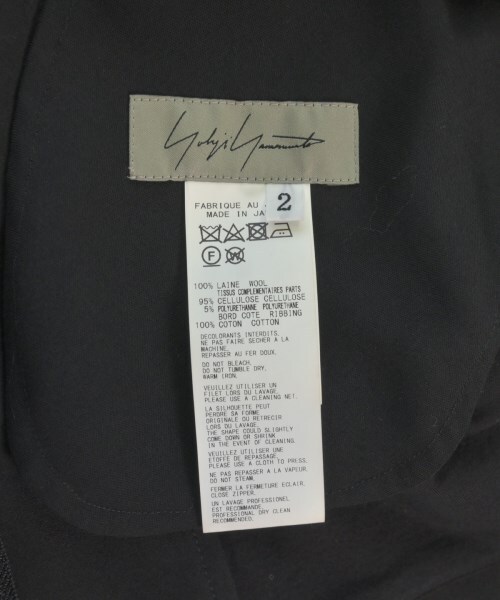 Yohji Yamamoto
2
FABRIQUE AU
MADE IN JA
F W
100% LAINE WOOL
TISSUS COMPLEMENTAIRES PARTS
95% CELLULOSE CELLULOSE
5% POLYURETHANNE POLYURETHANE
BORD COTE RIBBING
100% COTON COTTON
DECOLORANTS INTERDITS.
NE PAS FAIRE SECHER A LA
MACHINE.
REPASSER AU FER DOUX.
DO NOT BLEACH.
DO NOT TUMBLE DRY.
WARM IRON.
VEUILLEZ UTILISER UN
FILET LORS DU LAVAGE.
PLEASE USE A CLEANING NET.
LA SILHOUETTE PEUT
PERDRE SA FORME
ORIGINALE OU RETRECIR
LORS DU LAVAGE.
THE SHAPE COULD SLIGHTLY
COME DOWN OR SHRINK
IN THE EVENT OF CLEANING.
VEUILLEZ UTILISER UNE
ETOFFE DE REPASSAGE.
PLEASE USE A CLOTH TO PRESS.
NE PAS REPASSER A LA VAPEUR.
DO NOT STEAM.
FERMER LA FERMETURE ECLAIR.
CLOSE ZIPPER.
UN LAVAGE PROFESSIONEL
EST RECOMMANDE.
PROFESSIONAL DRY CLEAN
RECOMMENDED.